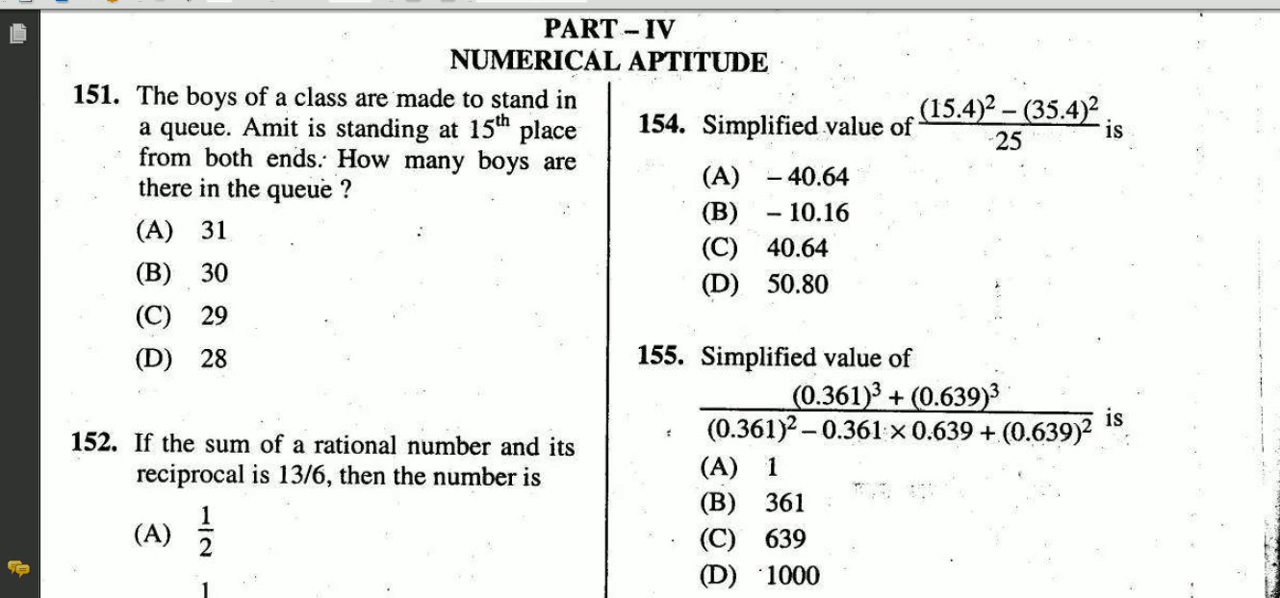 PART – IV
NUMERICAL APTITUDE
151. The boys of a class are made to stand in
a queue. Amit is standing at 15th place
from both ends. How many boys are
there in the queue ?
(A) 31
(B) 30
(C) 29
(D) 28
152. If the sum of a rational number and its
reciprocal is 13/6, then the number is
(A) 1/2
1
154. Simplified value of (15.4)² – (35.4)² / 25 is
(A) – 40.64
(B) – 10.16
(C) 40.64
(D) 50.80
155. Simplified value of
(0.361)³ + (0.639)³
(0.361)² – 0.361 × 0.639 + (0.639)² is
(A) 1
(B) 361
(C) 639
(D) 1000